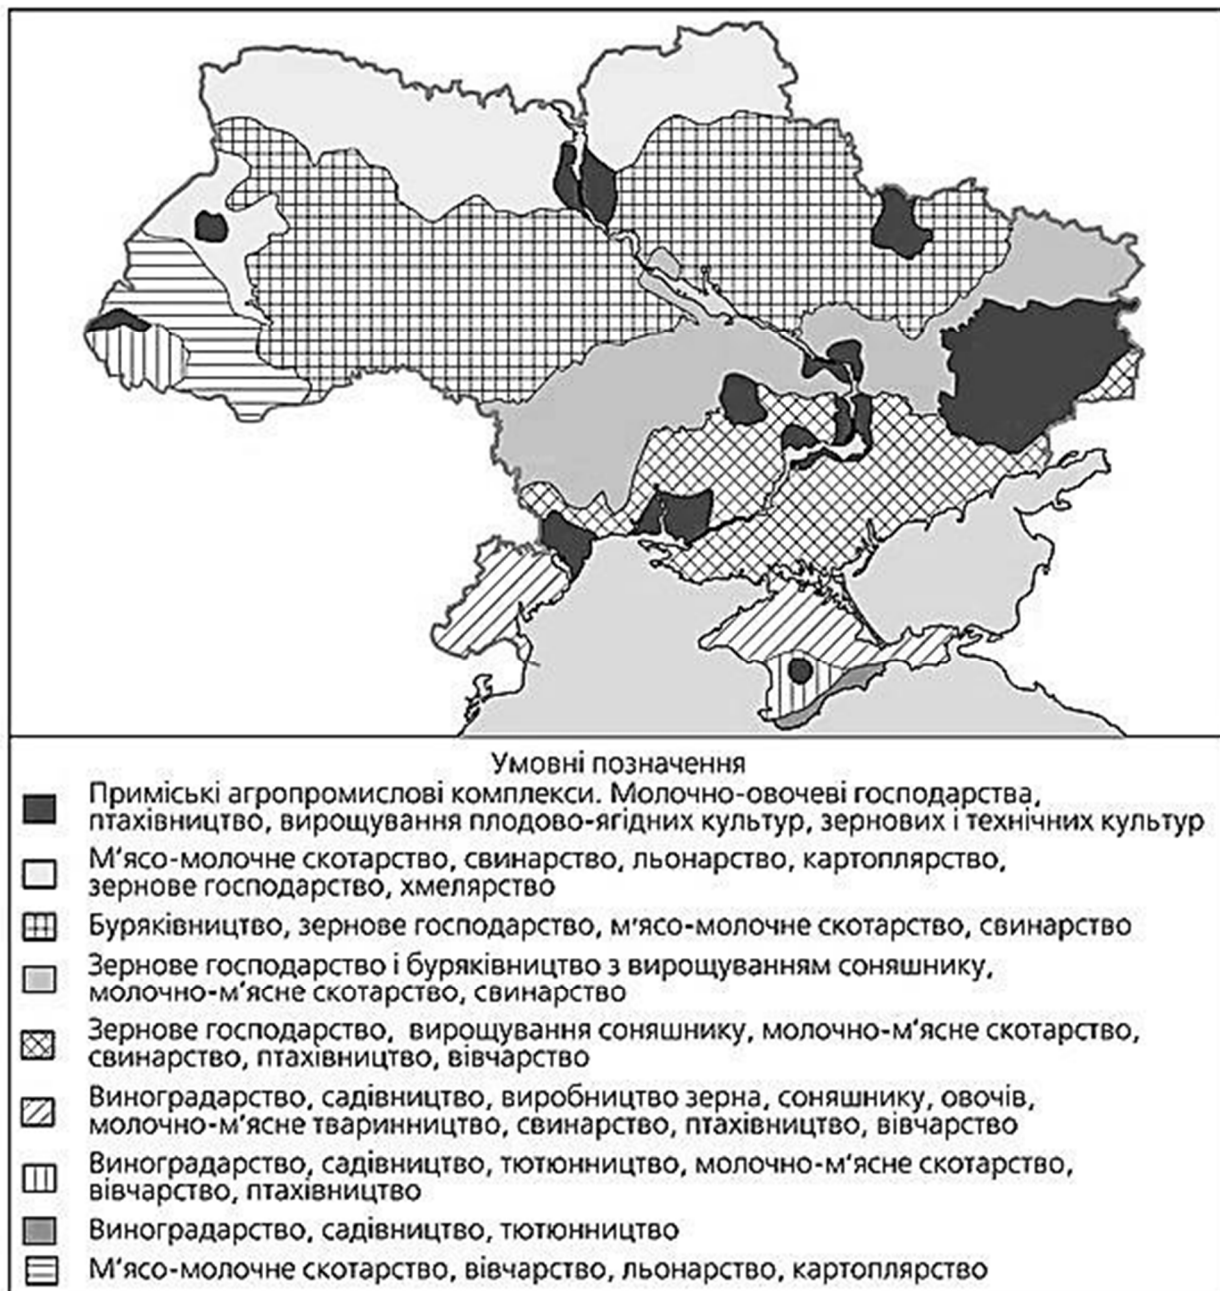 Умовні позначення
Приміські агропромислові комплекси. Молочно-овочеві господарства,
птахівництво, вирощування плодово-ягідних культур, зернових і технічних культур
М'ясо-молочне скотарство, свинарство, льонарство, картоплярство,
зернове господарство, хмелярство
Буряківництво, зернове господарство, м'ясо-молочне скотарство, свинарство
Зернове господарство і буряківництво з вирощуванням соняшнику,
молочно-м'ясне скотарство, свинарство
Зернове господарство, вирощування соняшнику, молочно-м'ясне скотарство,
свинарство, птахівництво, вівчарство
Виноградарство, садівництво, виробництво зерна, соняшнику, овочів,
молочно-м'ясне тваринництво, свинарство, птахівництво, вівчарство
Виноградарство, садівництво, тютюнництво, молочно-м'ясне скотарство,
вівчарство, птахівництво
Виноградарство, садівництво, тютюнництво
М'ясо-молочне скотарство, вівчарство, льонарство, картоплярство